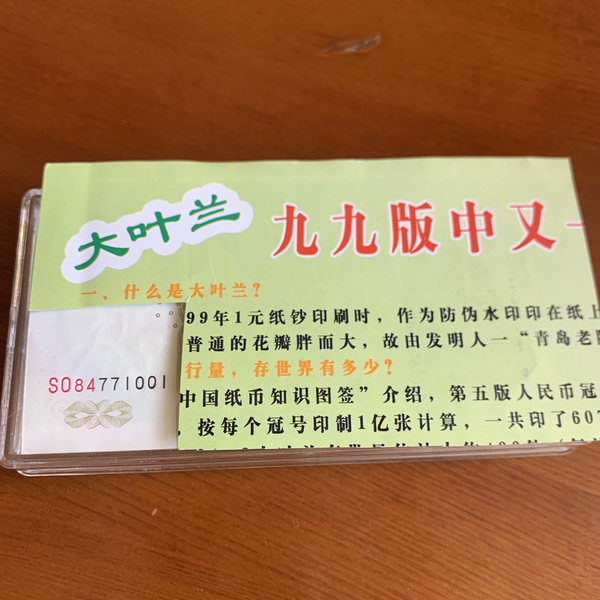 大叶兰
九九版中又一
一、什么是大叶兰？
99年1元纸钞印刷时，作为防伪水印印在纸上
普通的花瓣胖而大，故由发明人一“青岛老
行量，存世界有多少？
中国纸币知识图签”介绍，第五版人民币冠
，按每个冠号印制1亿张计算，一共印了607
S084771001